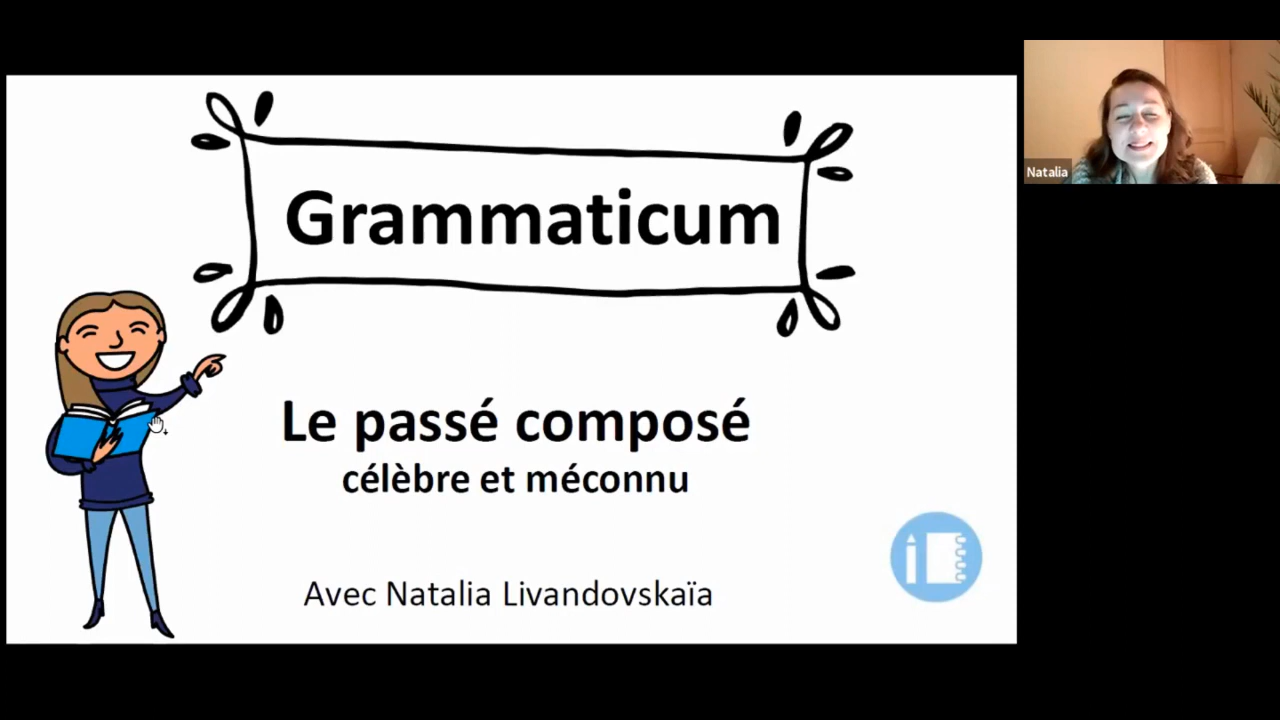 Grammaticum
Le passé composé
célèbre et méconnu
Avec Natalia Livandovskaïa
Natalia